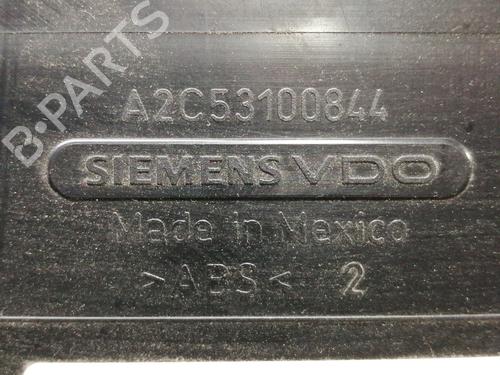 B·PARTS
A2C53100844
SIEMENS VDO
Made in Mexico
>ABS< 2